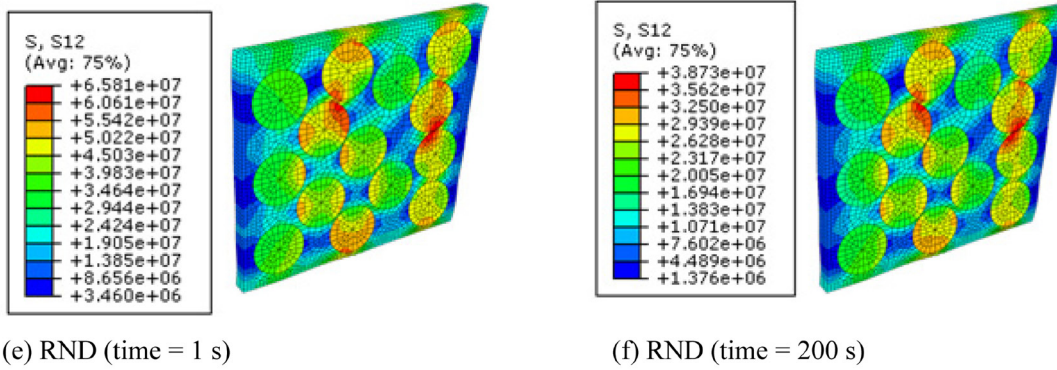 S, S12
(Avg: 75%)
+6.581e+07
+6.061e+07
+5.542e+07
+5.022e+07
+4.503e+07
+3.983e+07
+3.464e+07
+2.944e+07
+2.424e+07
+1.905e+07
+1.385e+07
+8.656e+06
+3.460e+06
(e) RND (time = 1 s)
S, S12
(Avg: 75%)
+3.873e+07
+3.562e+07
+3.250e+07
+2.939e+07
+2.628e+07
+2.317e+07
+2.005e+07
+1.694e+07
+1.383e+07
+1.071e+07
+7.602e+06
+4.489e+06
+1.376e+06
(f) RND (time = 200 s)